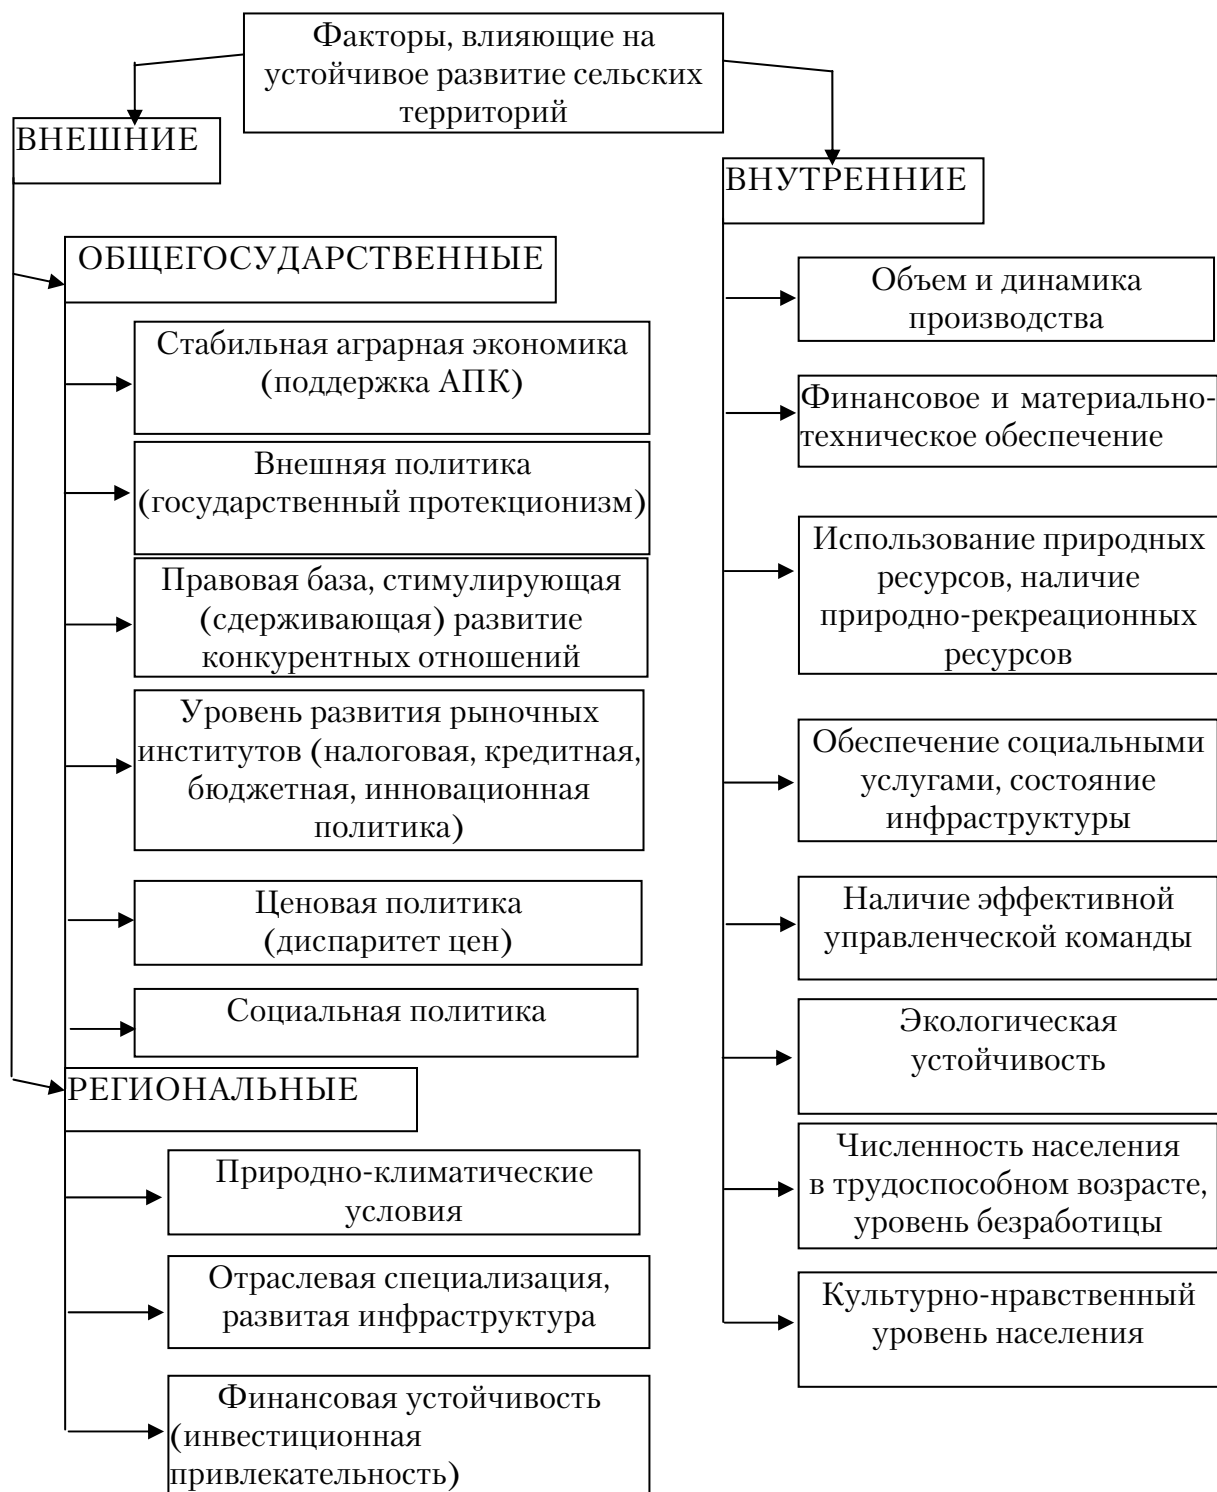 Факторы, влияющие на
устойчивое развитие сельских
территорий
ВНЕШНИЕ
ОБЩЕГОСУДАРСТВЕННЫЕ
Стабильная аграрная экономика
(поддержка АПК)
Внешняя политика
(государственный протекционизм)
Правовая база, стимулирующая
(сдерживающая) развитие
конкурентных отношений
Уровень развития рыночных
институтов (налоговая, кредитная,
бюджетная, инновационная
политика)
Ценовая политика
(диспаритет цен)
Социальная политика
РЕГИОНАЛЬНЫЕ
Природно-климатические
условия
Отраслевая специализация,
развитая инфраструктура
Финансовая устойчивость
(инвестиционная
привлекательность)
ВНУТРЕННИЕ
Объем и динамика
производства
Финансовое и материально-
техническое обеспечение
Использование природных
ресурсов, наличие
природно-рекреационных
ресурсов
Обеспечение социальными
услугами, состояние
инфраструктуры
Наличие эффективной
управленческой команды
Экологическая
устойчивость
Численность населения
в трудоспособном возрасте,
уровень безработицы
Культурно-нравственный
уровень населения